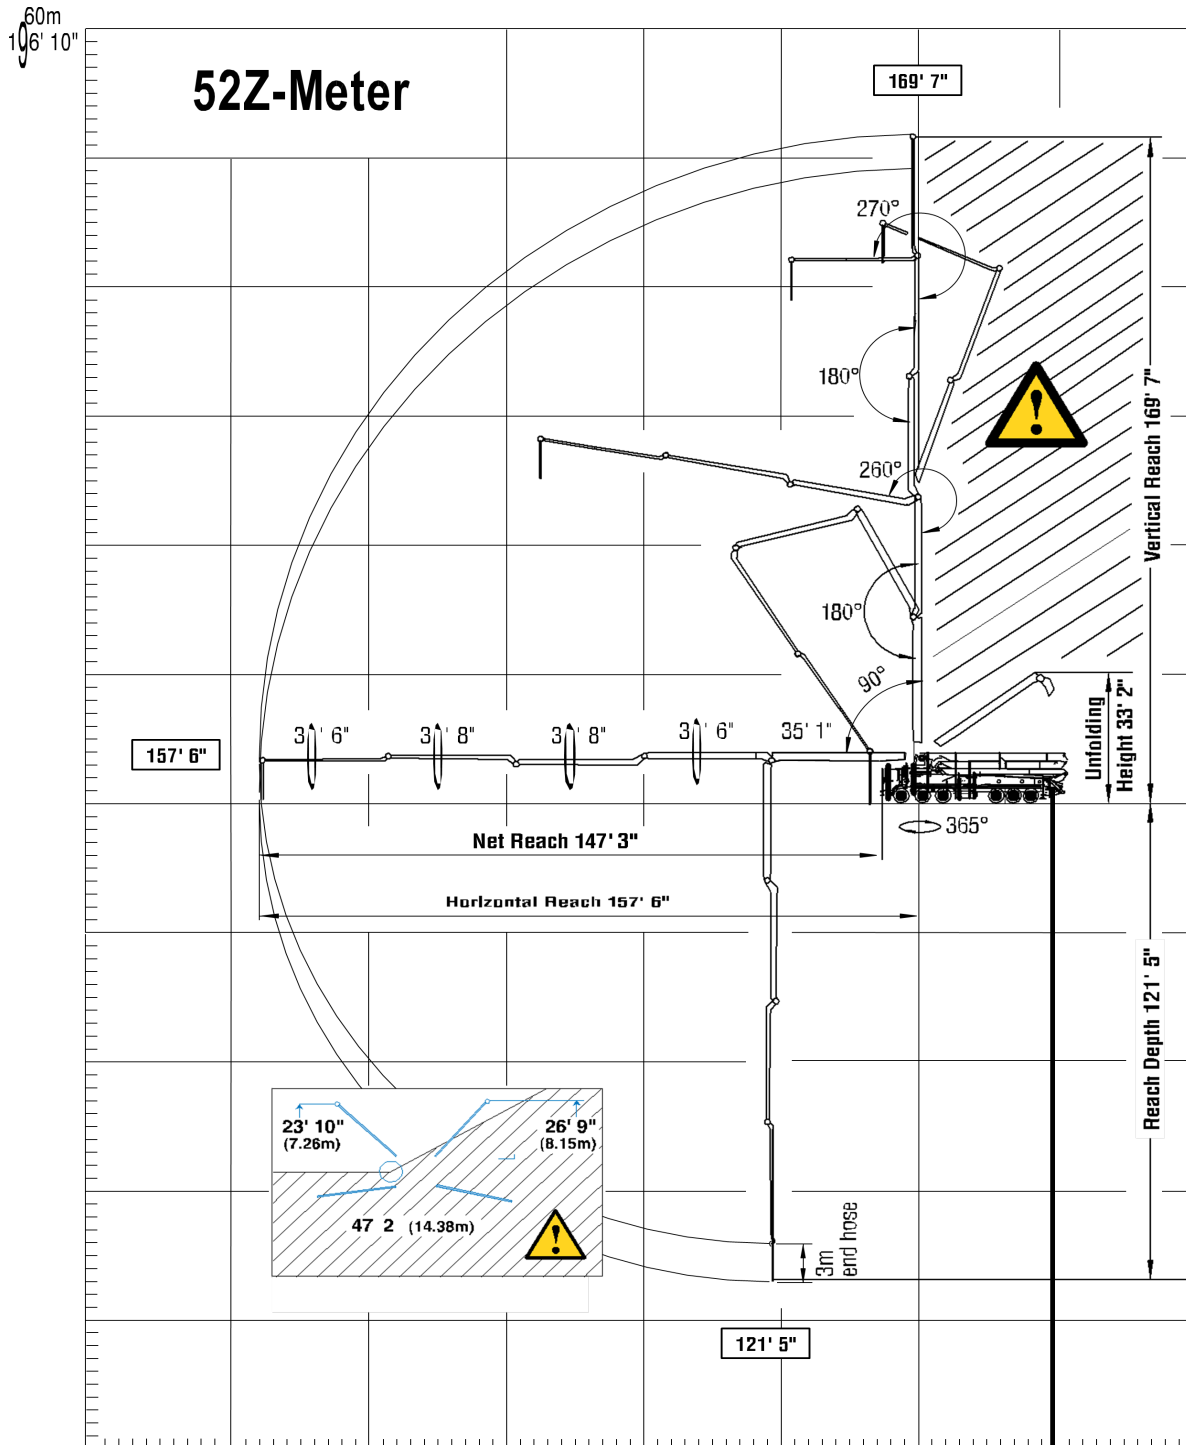 60m
196' 10"
52Z-Meter
169' 7"
270°
180°
260°
180°
90°
Vertical Reach 169' 7"
Unfolding
Height 33' 2"
157' 6"
35' 1"
365°
Net Reach 147' 3"
Horizontal Reach 157' 6"
Reach Depth 121' 5"
23' 10"
(7.26m)
26' 9"
(8.15m)
47 2 (14.38m)
3m
end hose
121' 5"